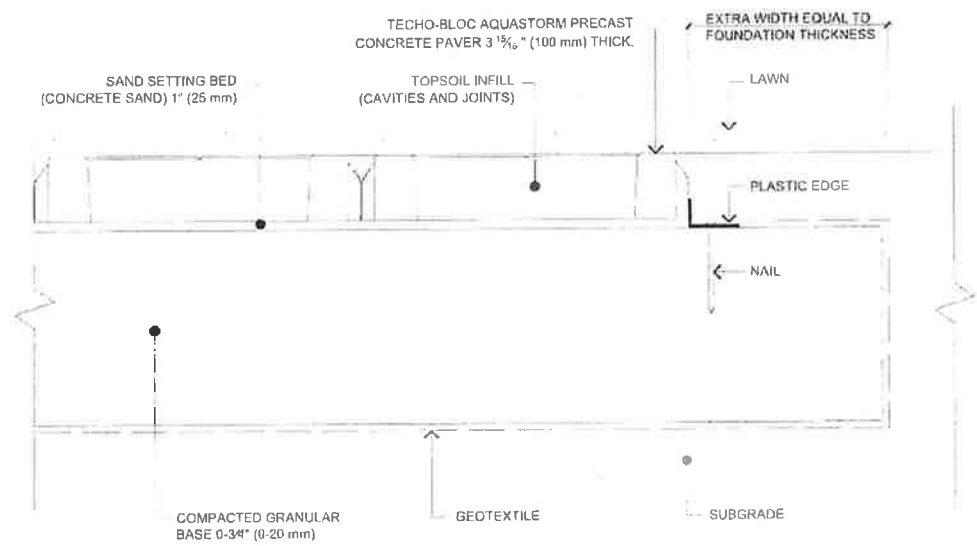 TECHO-BLOC AQUASTORM PRECAST
CONCRETE PAVER 3 15/16" (100 mm) THICK.
EXTRA WIDTH EQUAL TO
FOUNDATION THICKNESS
SAND SETTING BED
(CONCRETE SAND) 1" (25 mm)
TOPSOIL INFILL
(CAVITIES AND JOINTS)
LAWN
PLASTIC EDGE
NAIL
COMPACTED GRANULAR
BASE 0-3/4" (0-20 mm)
GEOTEXTILE
SUBGRADE